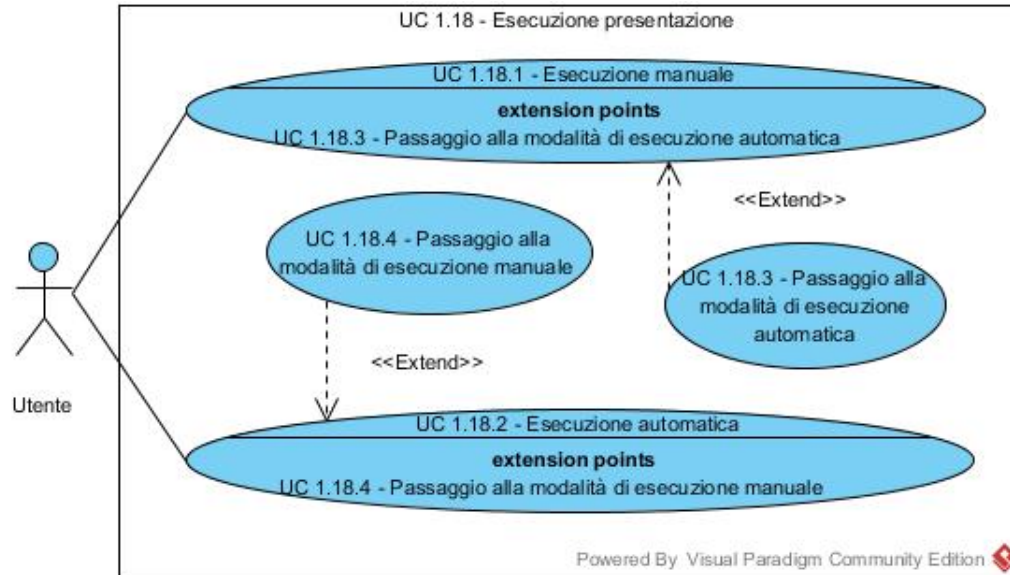 UC 1.18 - Esecuzione presentazione
UC 1.18.1 - Esecuzione manuale
extension points
UC 1.18.3 - Passaggio alla modalità di esecuzione automatica
<<Extend>>
UC 1.18.4 - Passaggio alla
modalità di esecuzione manuale
UC 1.18.3 - Passaggio alla
modalità di esecuzione
automatica
<<Extend>>
Utente
UC 1.18.2 - Esecuzione automatica
extension points
UC 1.18.4 - Passaggio alla modalità di esecuzione manuale
Powered By Visual Paradigm Community Edition